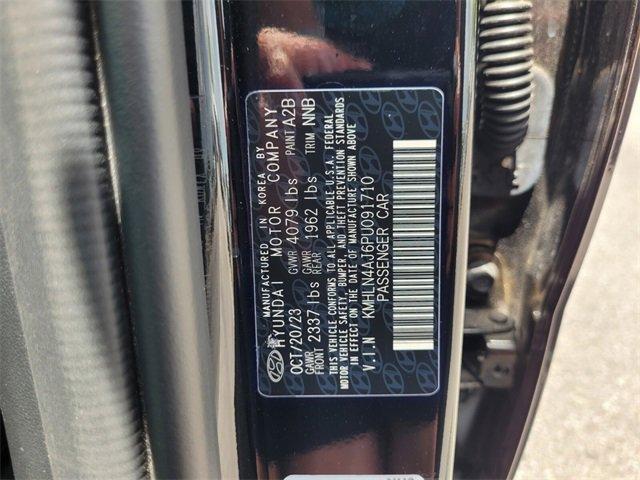 MANUFACTURED IN KOREA BY
HYUNDAI MOTOR COMPANY
OCT/20/23 GVWR 4079 lbs PAINT A2B
GAWR FRONT 2337 lbs GAWR REAR 1962 lbs TRIM NNB
THIS VEHICLE CONFORMS TO ALL APPLICABLE U.S.A. FEDERAL
MOTOR VEHICLE SAFETY, BUMPER, AND THEFT PREVENTION STANDARDS
IN EFFECT ON THE DATE OF MANUFACTURE SHOWN ABOVE
V.I.N KMHLN4AJ6PU091710
PASSENGER CAR